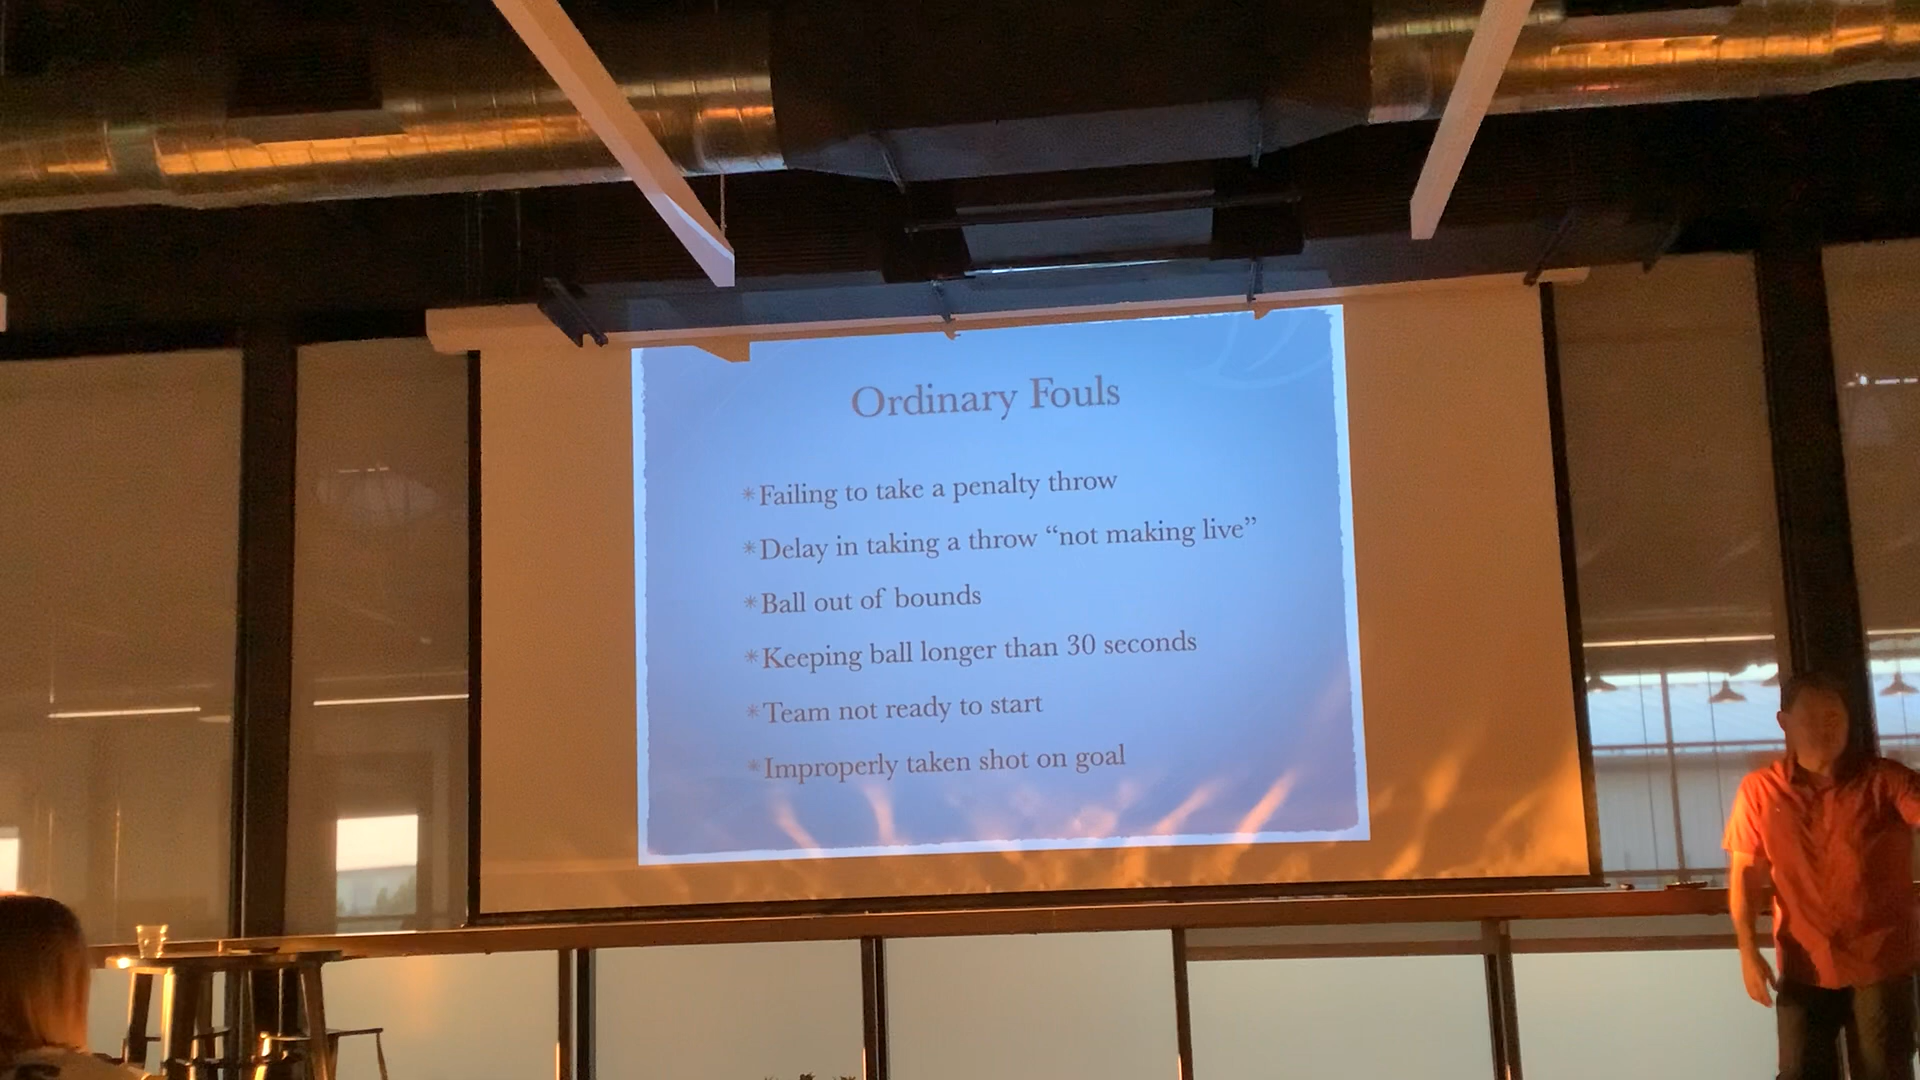 Ordinary Fouls
*Failing to take a penalty throw
*Delay in taking a throw “not making live”
*Ball out of bounds
*Keeping ball longer than 30 seconds
*Team not ready to start
*Improperly taken shot on goal